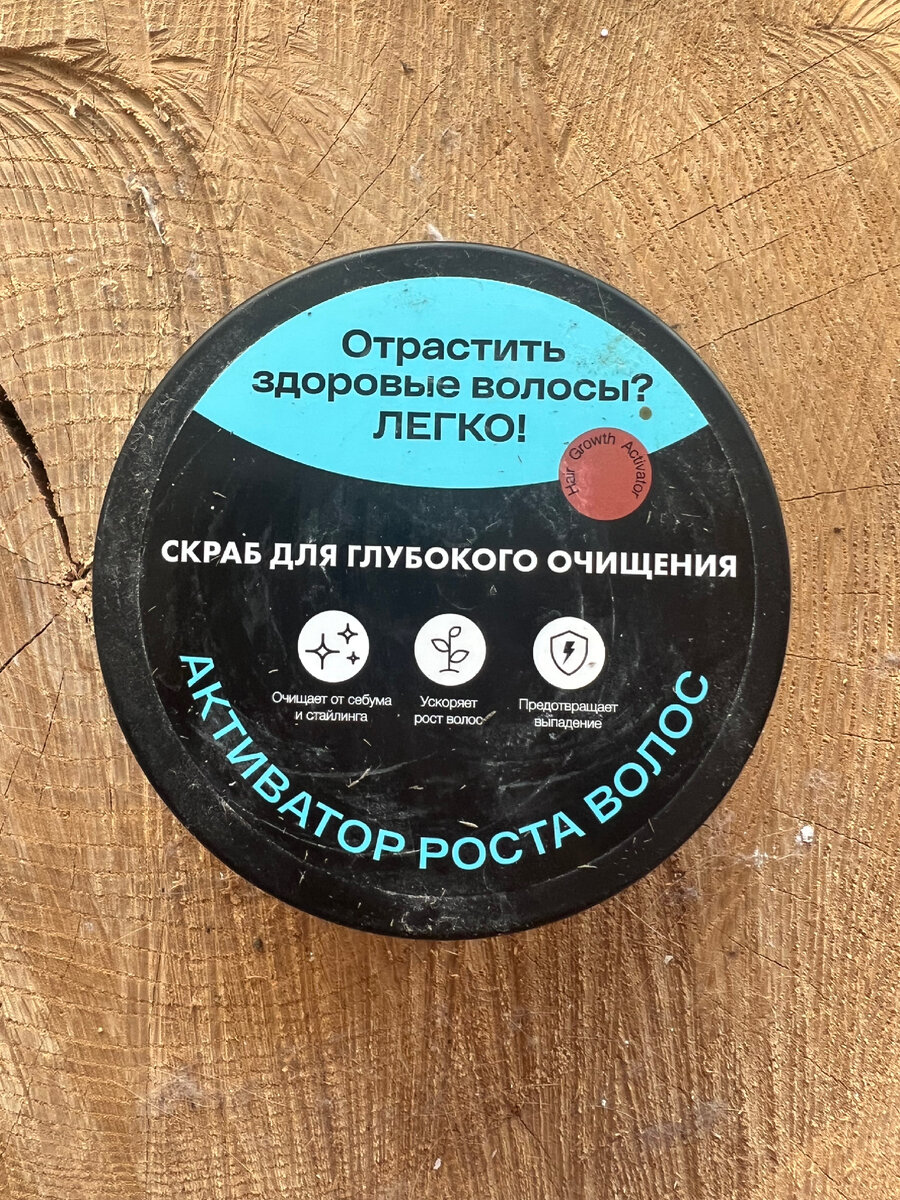 Отрастить
здоровые волосы?
ЛЕГКО!
Hair Growth Activator
СКРАБ ДЛЯ ГЛУБОКОГО ОЧИЩЕНИЯ
Очищает от себума
и стайлинга
Ускоряет
рост волос
Предотвращает
выпадение
АКТИВАТОР РОСТА ВОЛОС